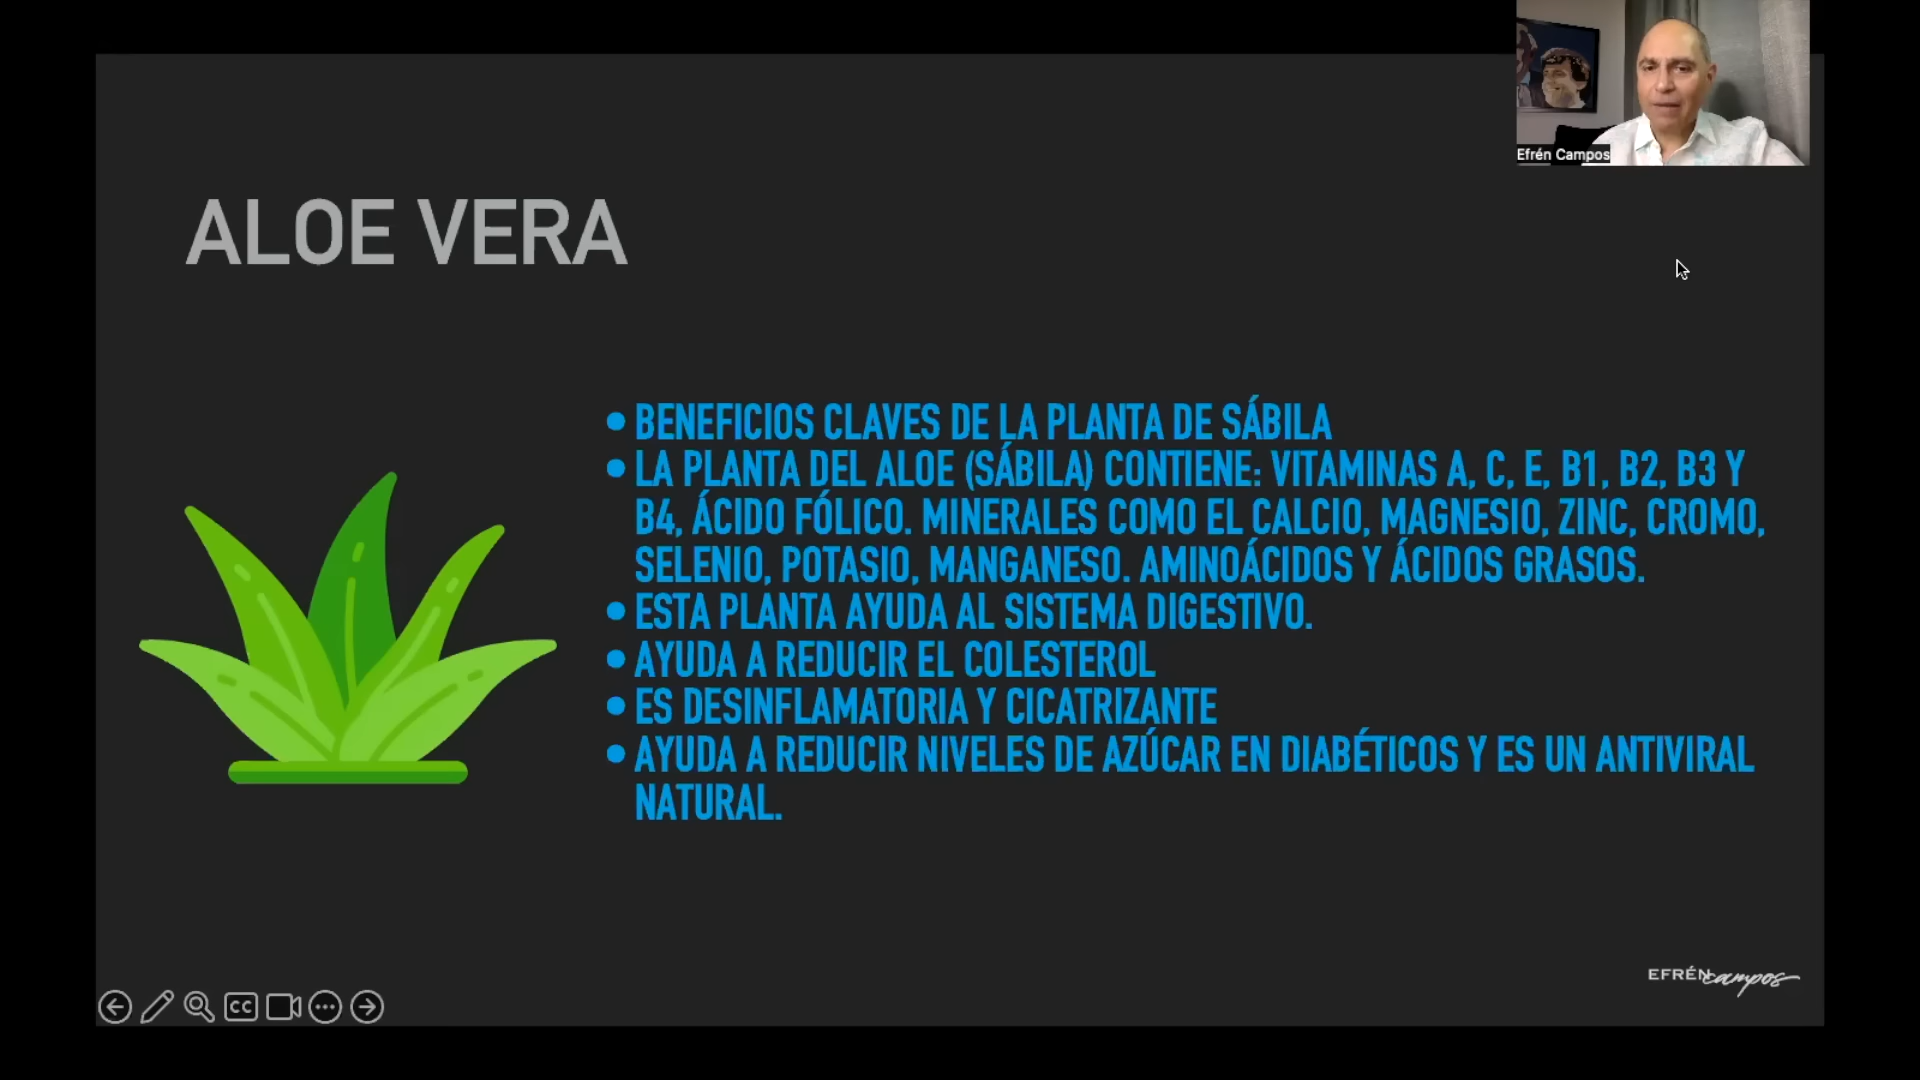 Efrén Campos
ALOE VERA
• BENEFICIOS CLAVES DE LA PLANTA DE SÁBILA
• LA PLANTA DEL ALOE (SÁBILA) CONTIENE: VITAMINAS A, C, E, B1, B2, B3 Y
B4, ÁCIDO FÓLICO. MINERALES COMO EL CALCIO, MAGNESIO, ZINC, CROMO,
SELENIO, POTASIO, MANGANESO. AMINOÁCIDOS Y ÁCIDOS GRASOS.
• ESTA PLANTA AYUDA AL SISTEMA DIGESTIVO.
• AYUDA A REDUCIR EL COLESTEROL
• ES DESINFLAMATORIA Y CICATRIZANTE
• AYUDA A REDUCIR NIVELES DE AZÚCAR EN DIABÉTICOS Y ES UN ANTIVIRAL
NATURAL.
EFRÉN campos
CC